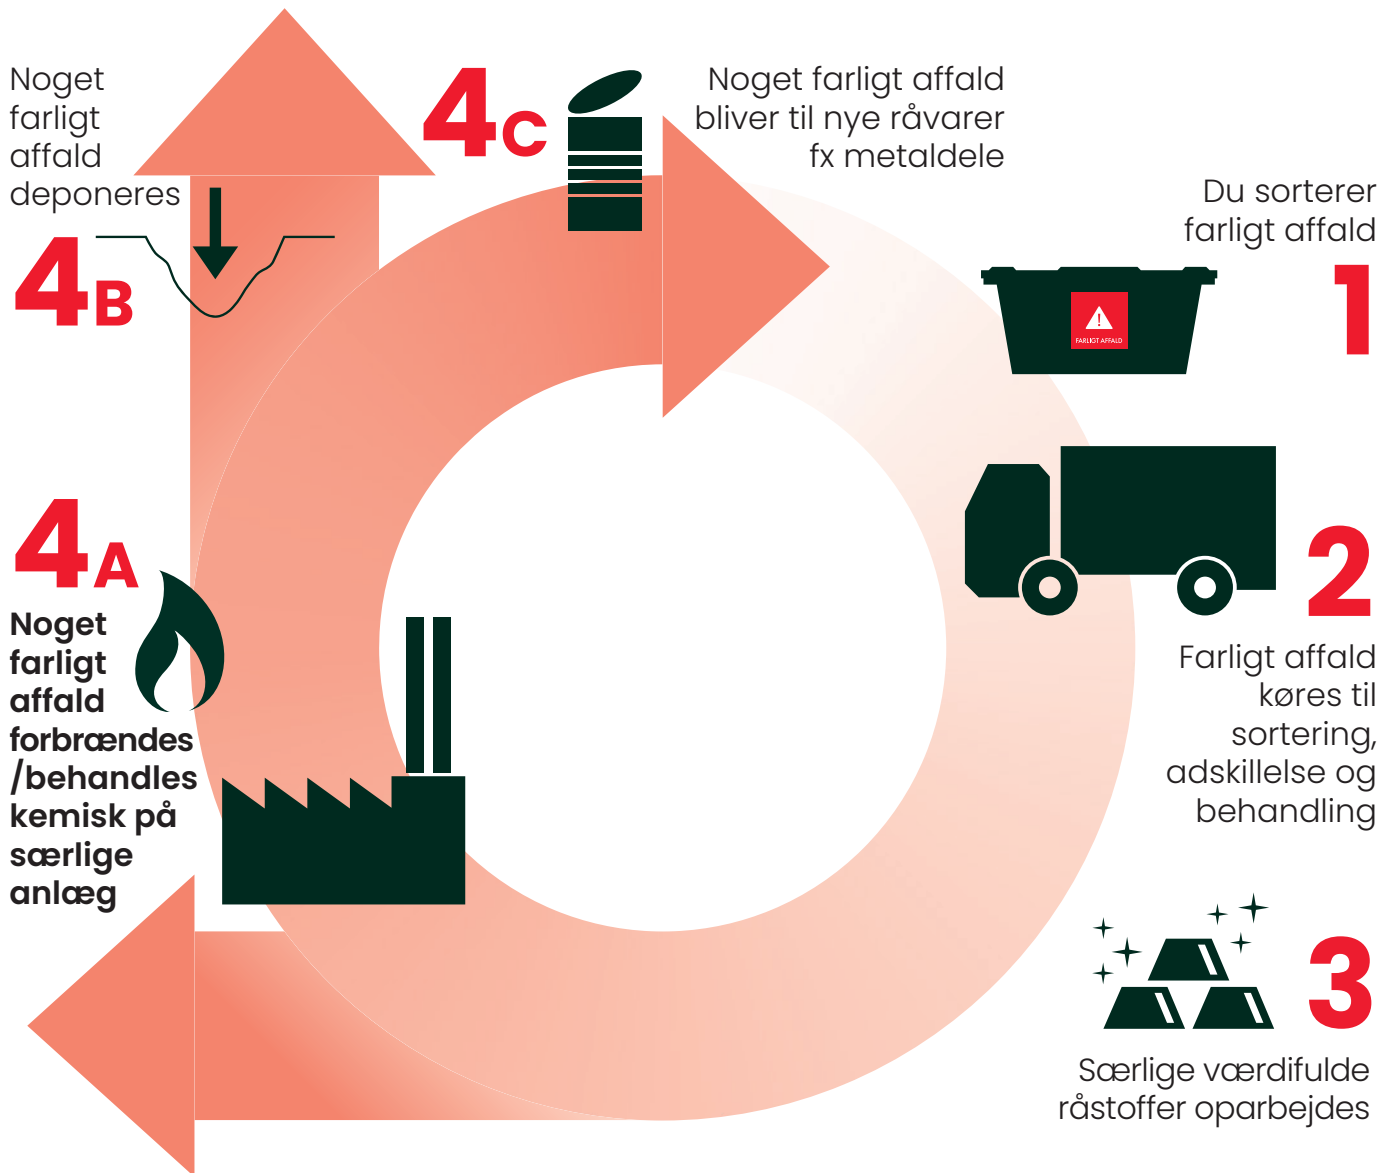 Du sorterer
farligt affald
1
FARLIGT AFFALD
2
Farligt affald
køres til
sortering,
adskillelse og
behandling
3
Særlige værdifulde
råstoffer oparbejdes
4A
Noget
farligt
affald
forbrændes
/behandles
kemisk på
særlige
anlæg
Noget
farligt
affald
deponeres
4B
4C
Noget farligt affald
bliver til nye råvarer
fx metaldele